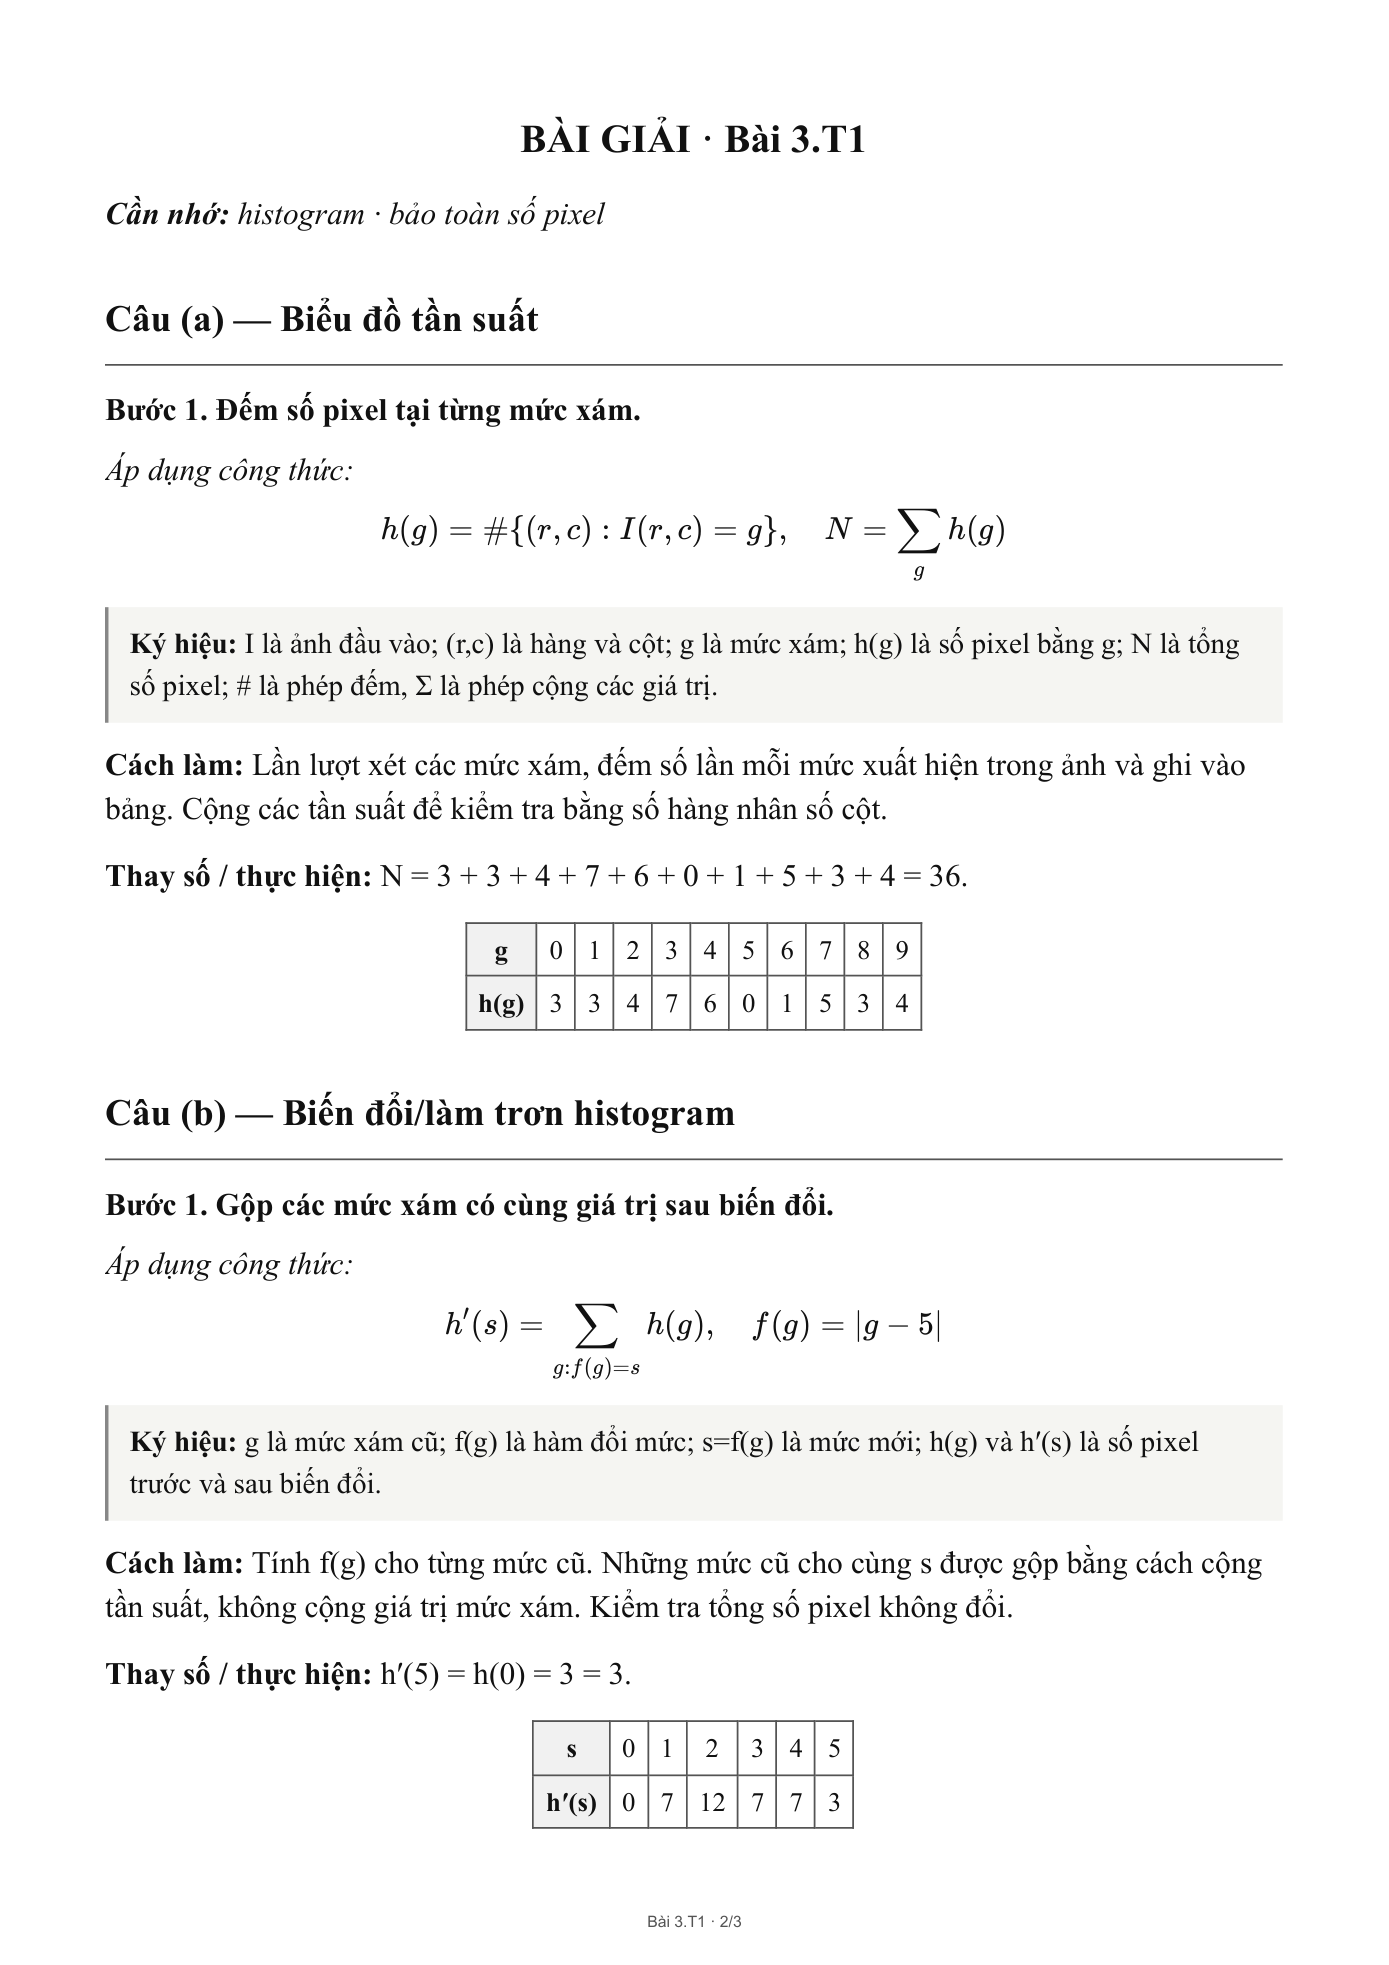 BÀI GIẢI · Bài 3.T1
Cần nhớ: histogram · bảo toàn số pixel
Câu (a) — Biểu đồ tần suất
Bước 1. Đếm số pixel tại từng mức xám.
Áp dụng công thức:
h(g) = #{(r, c) : I(r, c) = g},  N = ∑_g h(g)
Ký hiệu: I là ảnh đầu vào; (r,c) là hàng và cột; g là mức xám; h(g) là số pixel bằng g; N là tổng
số pixel; # là phép đếm, Σ là phép cộng các giá trị.
Cách làm: Lần lượt xét các mức xám, đếm số lần mỗi mức xuất hiện trong ảnh và ghi vào
bảng. Cộng các tần suất để kiểm tra bằng số hàng nhân số cột.
Thay số / thực hiện: N = 3 + 3 + 4 + 7 + 6 + 0 + 1 + 5 + 3 + 4 = 36.
g 0 1 2 3 4 5 6 7 8 9
h(g) 3 3 4 7 6 0 1 5 3 4
Câu (b) — Biến đổi/làm trơn histogram
Bước 1. Gộp các mức xám có cùng giá trị sau biến đổi.
Áp dụng công thức:
h′(s) = ∑_{g:f(g)=s} h(g),  f(g) = |g − 5|
Ký hiệu: g là mức xám cũ; f(g) là hàm đổi mức; s=f(g) là mức mới; h(g) và h′(s) là số pixel
trước và sau biến đổi.
Cách làm: Tính f(g) cho từng mức cũ. Những mức cũ cho cùng s được gộp bằng cách cộng
tần suất, không cộng giá trị mức xám. Kiểm tra tổng số pixel không đổi.
Thay số / thực hiện: h′(5) = h(0) = 3 = 3.
s 0 1 2 3 4 5
h′(s) 0 7 12 7 7 3
Bài 3.T1 · 2/3